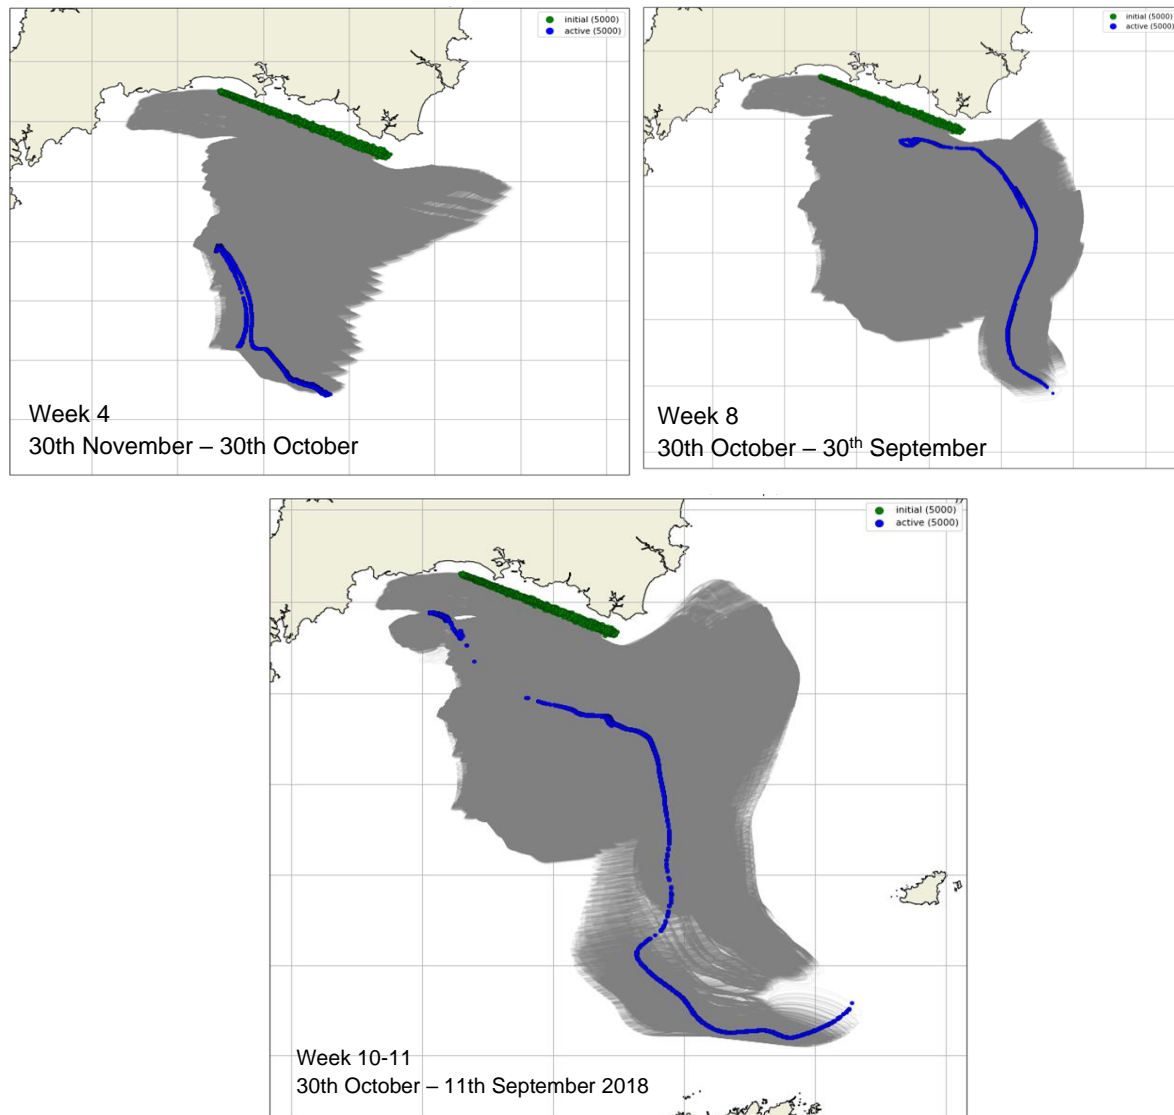 initial (5000)
active (5000)
Week 4
30th November – 30th October
initial (5000)
active (5000)
Week 8
30th October – 30th September
initial (5000)
active (5000)
Week 10-11
30th October – 11th September 2018